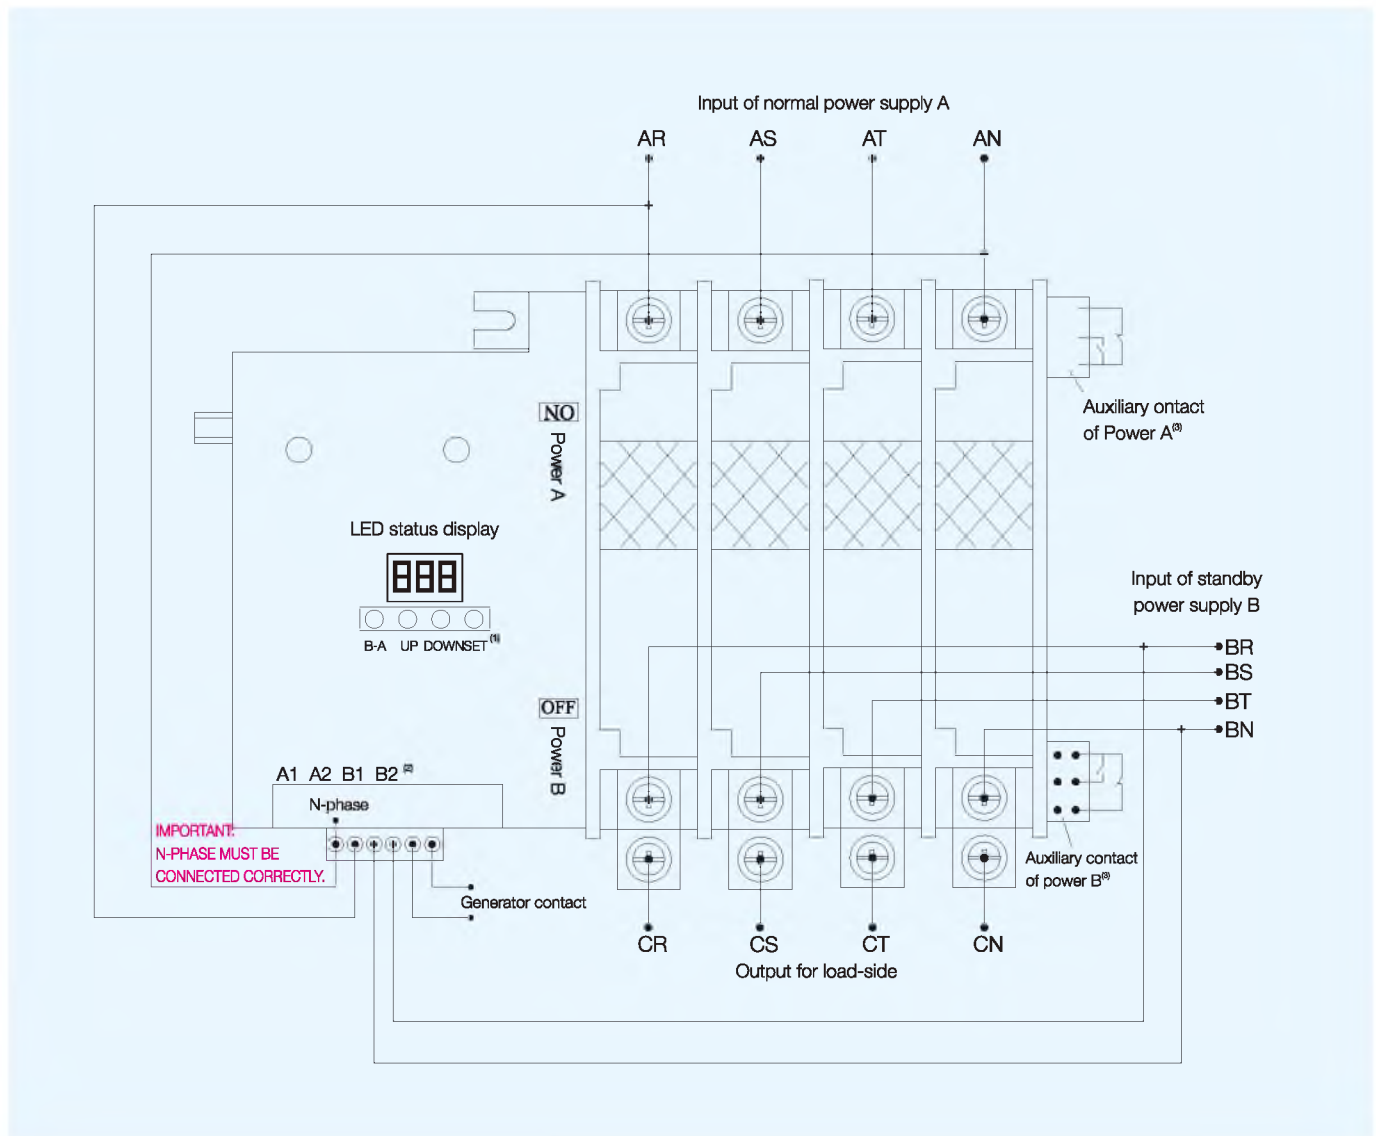 Input of normal power supply A
AR AS AT AN
NO
Power A
Auxiliary ontact
of Power A(3)
LED status display
888
B-A UP DOWN SET(1)
Input of standby
power supply B
BR
BS
BT
BN
OFF
Power B
A1 A2 B1 B2(2)
N-phase
IMPORTANT:
N-PHASE MUST BE
CONNECTED CORRECTLY.
Generator contact
Auxiliary contact
of power B(3)
CR CS CT CN
Output for load-side